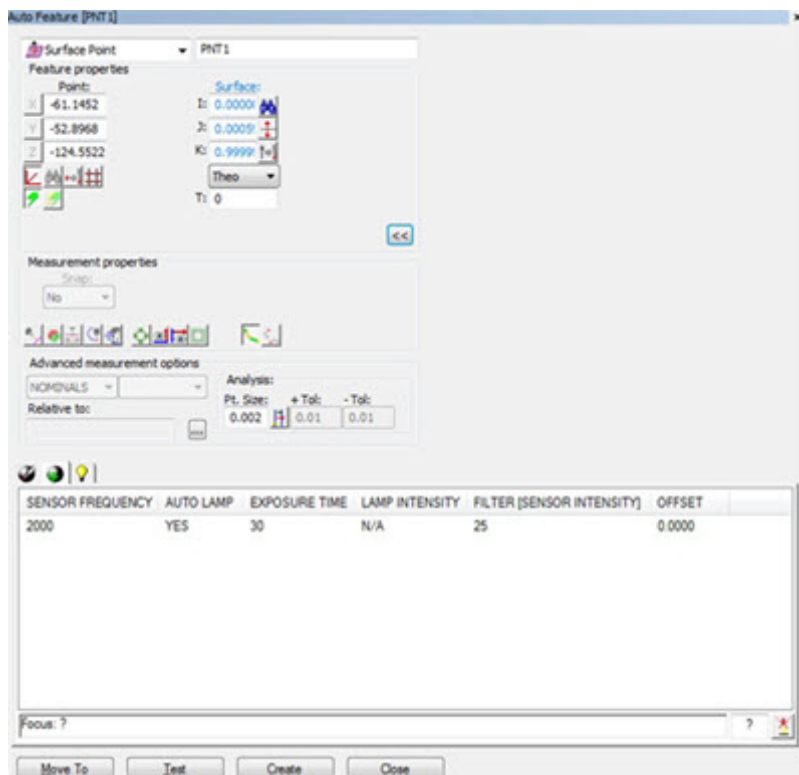 Auto Feature [PNT1]
Surface Point PNT1
Feature properties
Point: Surface:
X -61.1452 I: 0.0000
Y -52.8968 J: 0.0005
Z -124.5522 K: 0.9999
Theo
T: 0
<<
Measurement properties
Snap:
No
Advanced measurement options
NOMINALS
Analysis:
Relative to:
Pt. Size: + Tol: - Tol:
0.002 0.01 0.01
...
SENSOR FREQUENCY AUTO LAMP EXPOSURE TIME LAMP INTENSITY FILTER [SENSOR INTENSITY] OFFSET
2000 YES 30 N/A 25 0.0000
Focus: ? ?
Move To Test Create Close